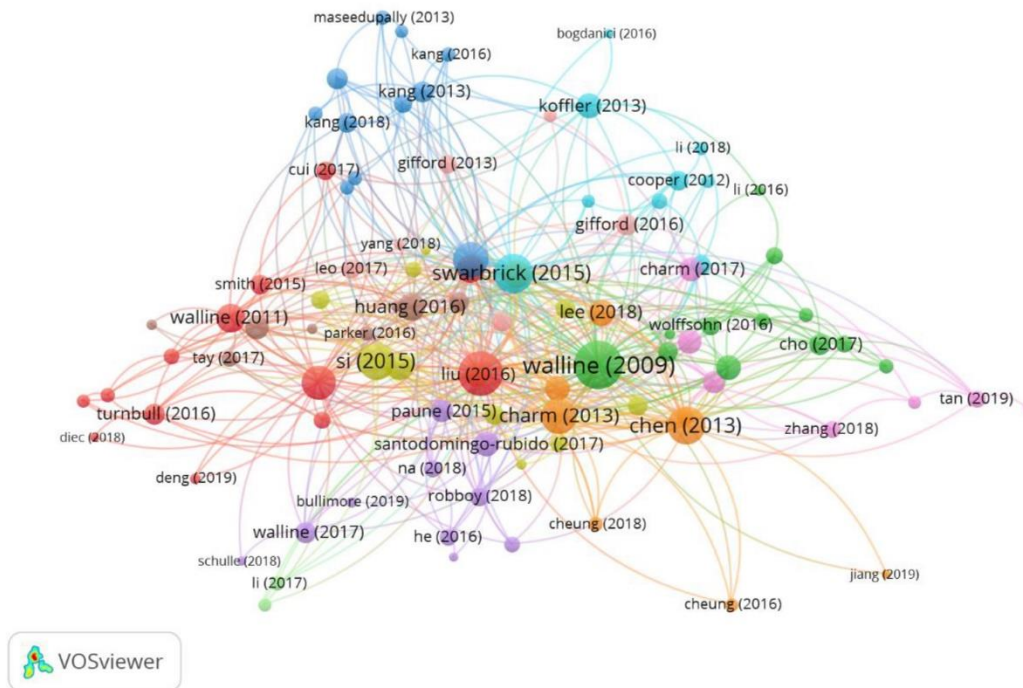 maseedupally (2013)
bogdanici (2016)
kang (2016)
kang (2013)
koffler (2013)
kang (2018)
li (2018)
gifford (2013)
cui (2017)
cooper (2012)
li (2016)
gifford (2016)
yang (2018)
leo (2017)
swarbrick (2015)
charm (2017)
smith (2015)
huang (2016)
lee (2018)
walline (2011)
wolffsohn (2016)
parker (2016)
cho (2017)
tay (2017)
si (2015)
liu (2016)
walline (2009)
tan (2019)
turnbull (2016)
paune (2015)
charm (2013)
chen (2013)
zhang (2018)
diec (2018)
santodomingo-rubido (2017)
na (2018)
deng (2019)
bullimore (2019)
robboy (2018)
cheung (2018)
walline (2017)
he (2016)
schulle (2018)
li (2017)
jiang (2019)
cheung (2016)
VOSviewer